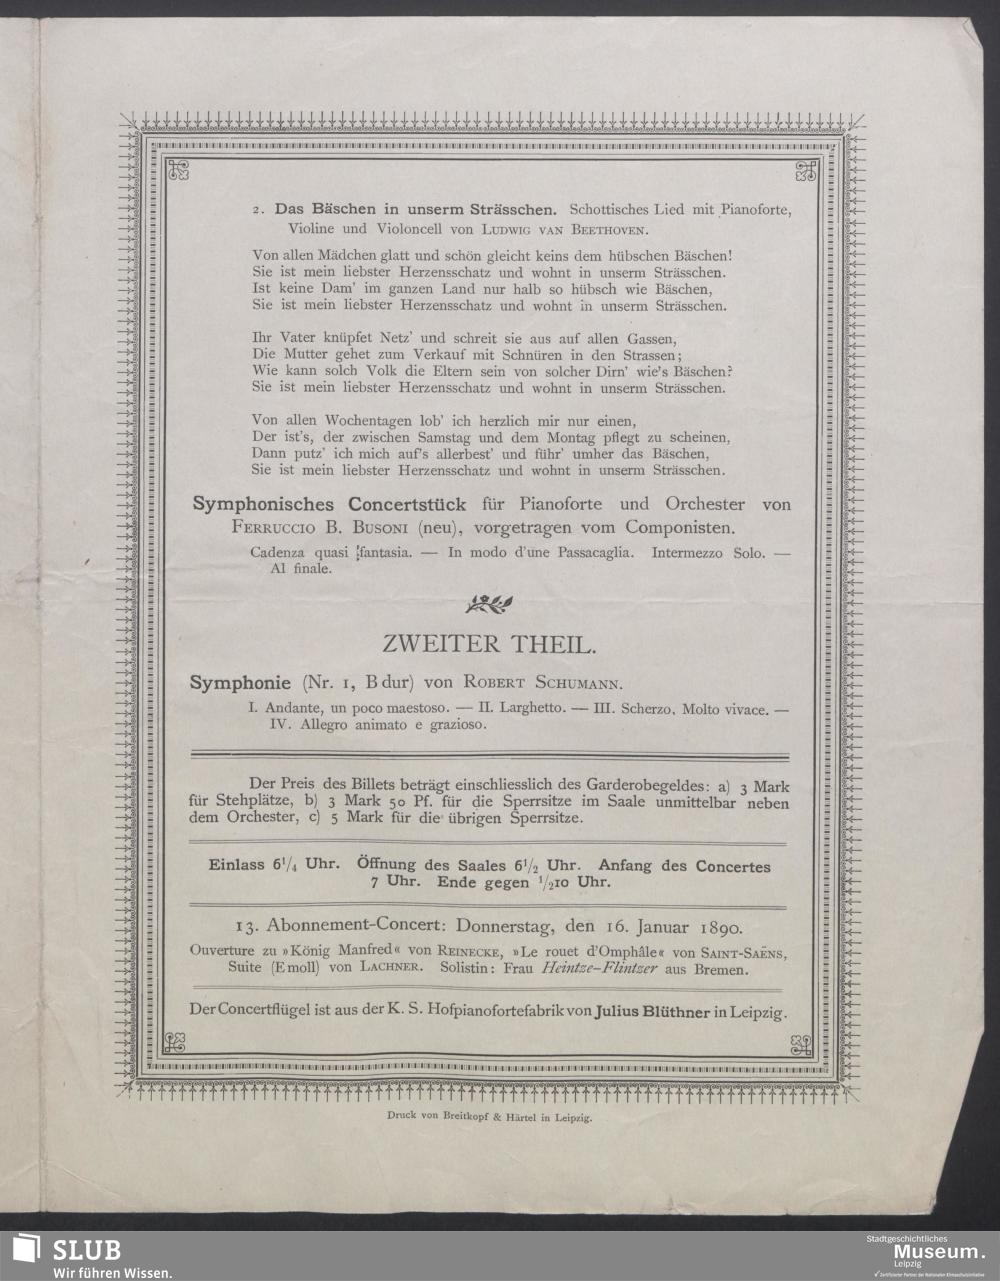 2. Das Bäschen in unserm Strässchen. Schottisches Lied mit Pianoforte,
Violine und Violoncell von LUDWIG VAN BEETHOVEN.
Von allen Mädchen glatt und schön gleicht keins dem hübschen Bäschen!
Sie ist mein liebster Herzensschatz und wohnt in unserm Strässchen.
Ist keine Dam' im ganzen Land nur halb so hübsch wie Bäschen,
Sie ist mein liebster Herzensschatz und wohnt in unserm Strässchen.
Ihr Vater knüpfet Netz' und schreit sie aus auf allen Gassen,
Die Mutter gehet zum Verkauf mit Schnüren in den Strassen;
Wie kann solch Volk die Eltern sein von solcher Dirn' wie's Bäschen?
Sie ist mein liebster Herzensschatz und wohnt in unserm Strässchen.
Von allen Wochentagen lob' ich herzlich mir nur einen,
Der ist's, der zwischen Samstag und dem Montag pflegt zu scheinen,
Dann putz' ich mich auf's allerbest' und führ' umher das Bäschen,
Sie ist mein liebster Herzensschatz und wohnt in unserm Strässchen.
Symphonisches Concertstück für Pianoforte und Orchester von
FERRUCCIO B. BUSONI (neu), vorgetragen vom Componisten.
Cadenza quasi fantasia. — In modo d'une Passacaglia. Intermezzo Solo. —
Al finale.
ZWEITER THEIL.
Symphonie (Nr. 1, B dur) von ROBERT SCHUMANN.
I. Andante, un poco maestoso. — II. Larghetto. — III. Scherzo. Molto vivace. —
IV. Allegro animato e grazioso.
Der Preis des Billets beträgt einschliesslich des Garderobegeldes: a) 3 Mark
für Stehplätze, b) 3 Mark 50 Pf. für die Sperrsitze im Saale unmittelbar neben
dem Orchester, c) 5 Mark für die übrigen Sperrsitze.
Einlass 6¹/₄ Uhr. Öffnung des Saales 6¹/₂ Uhr. Anfang des Concertes
7 Uhr. Ende gegen ¹/₂10 Uhr.
13. Abonnement-Concert: Donnerstag, den 16. Januar 1890.
Ouverture zu »König Manfred« von REINECKE, »Le rouet d'Omphâle« von SAINT-SAËNS,
Suite (E moll) von LACHNER. Solistin: Frau Heintze-Flintzer aus Bremen.
Der Concertflügel ist aus der K. S. Hofpianofortefabrik von Julius Blüthner in Leipzig.
Druck von Breitkopf & Härtel in Leipzig.
SLUB
Wir führen Wissen.
Stadtgeschichtliches
Museum.
Leipzig
Zertifizierter Partner der Nationalen Klimaschutzinitiative